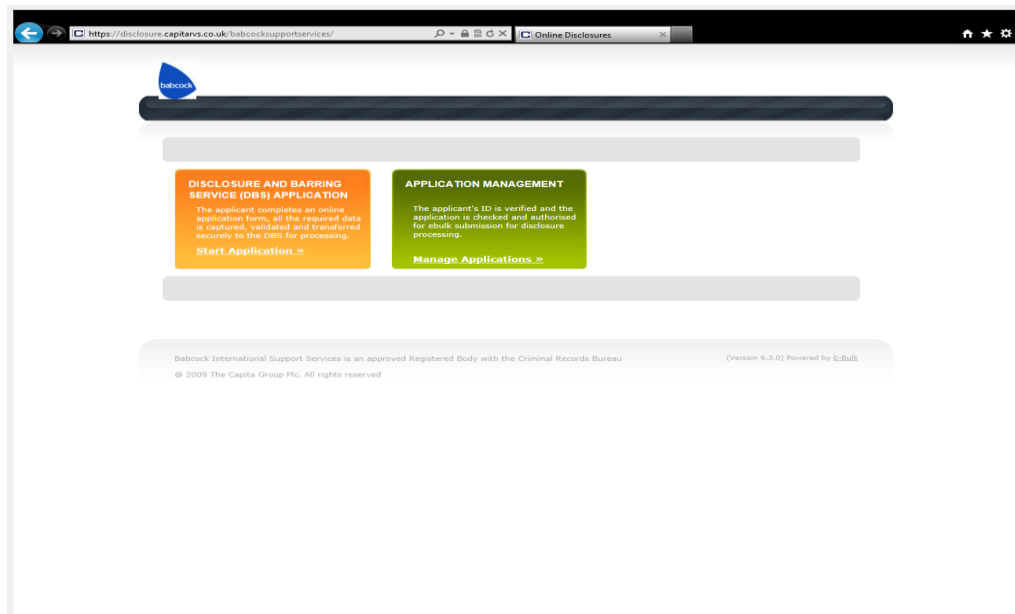 https://disclosure.capitarvs.co.uk/babcocksupportservices/
Online Disclosures
babcock
DISCLOSURE AND BARRING
SERVICE (DBS) APPLICATION
The applicant completes an online
application form, all the required data
is captured, validated and transferred
securely to the DBS for processing.
Start Application »
APPLICATION MANAGEMENT
The applicant's ID is verified and the
application is checked and authorised
for ebulk submission for disclosure
processing.
Manage Applications »
Babcock International Support Services is an approved Registered Body with the Criminal Records Bureau
(Version 6.3.0) Powered by E-Bulk
@ 2009 The Capita Group Plc. All rights reserved